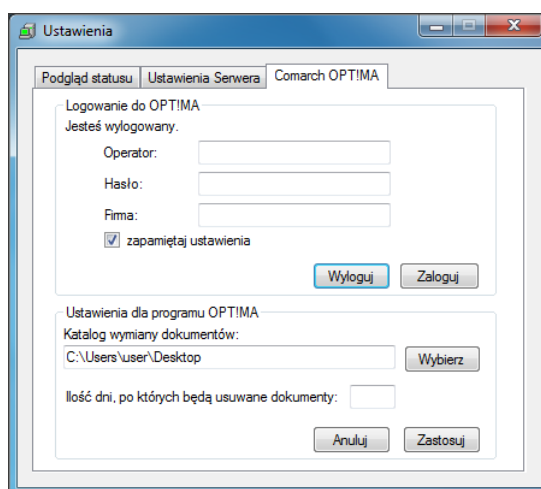 Ustawienia
Podgląd statusu Ustawienia Serwera Comarch OPT!MA
Logowanie do OPT!MA
Jesteś wylogowany.
Operator:
Hasło:
Firma:
zapamiętaj ustawienia
Wyloguj Zaloguj
Ustawienia dla programu OPT!MA
Katalog wymiany dokumentów:
C:\Users\user\Desktop Wybierz
Ilość dni, po których będą usuwane dokumenty:
Anuluj Zastosuj